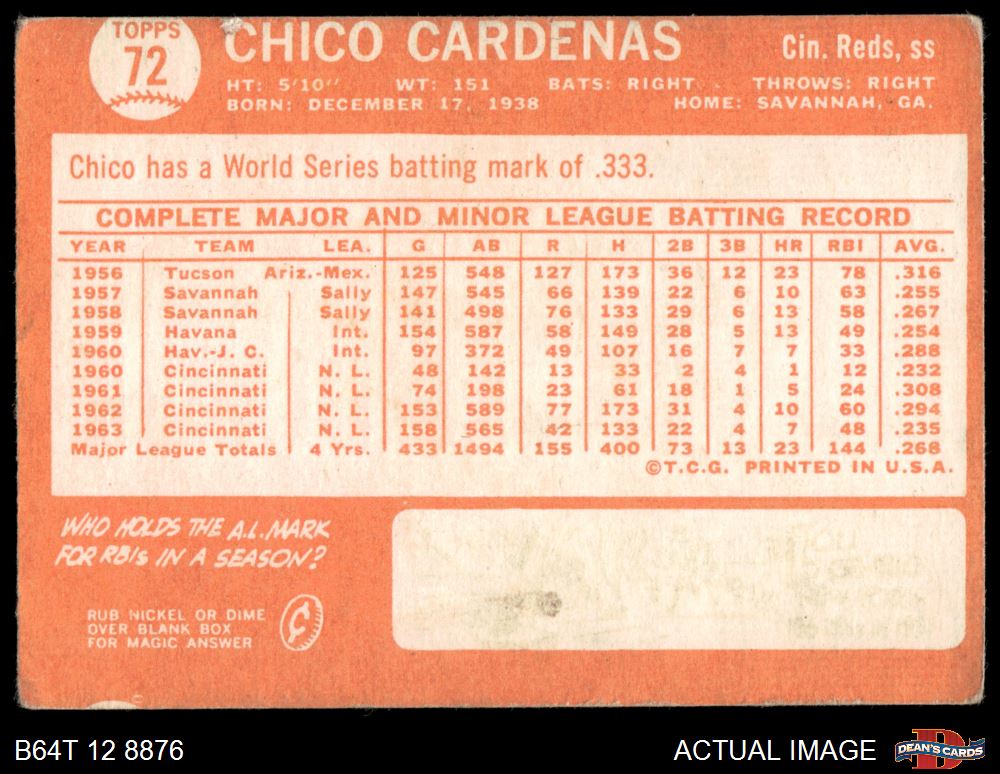 TOPPS
72
CHICO CARDENAS
Cin. Reds, ss
HT: 5'10" WT: 151 BATS: RIGHT THROWS: RIGHT
BORN: DECEMBER 17, 1938 HOME: SAVANNAH, GA.
Chico has a World Series batting mark of .333.
COMPLETE MAJOR AND MINOR LEAGUE BATTING RECORD
YEAR TEAM LEA. G AB R H 2B 3B HR RBI AVG.
1956 Tucson Ariz.-Mex. 125 548 127 173 36 12 23 78 .316
1957 Savannah Sally 147 545 66 139 22 6 10 63 .255
1958 Savannah Sally 141 498 76 133 29 6 13 58 .267
1959 Havana Int. 154 587 58 149 28 5 13 49 .254
1960 Hav.-J. C. Int. 97 372 49 107 16 7 7 33 .288
1960 Cincinnati N. L. 48 142 13 33 2 4 1 12 .232
1961 Cincinnati N. L. 74 198 23 61 18 1 5 24 .308
1962 Cincinnati N. L. 153 589 77 173 31 4 10 60 .294
1963 Cincinnati N. L. 158 565 42 133 22 4 7 48 .235
Major League Totals 4 Yrs. 433 1494 155 400 73 13 23 144 .268
©T.C.G. PRINTED IN U.S.A.
WHO HOLDS THE A.L. MARK
FOR RBIs IN A SEASON?
RUB NICKEL OR DIME
OVER BLANK BOX
FOR MAGIC ANSWER
¢
B64T 12 8876
ACTUAL IMAGE
DEAN'S CARDS